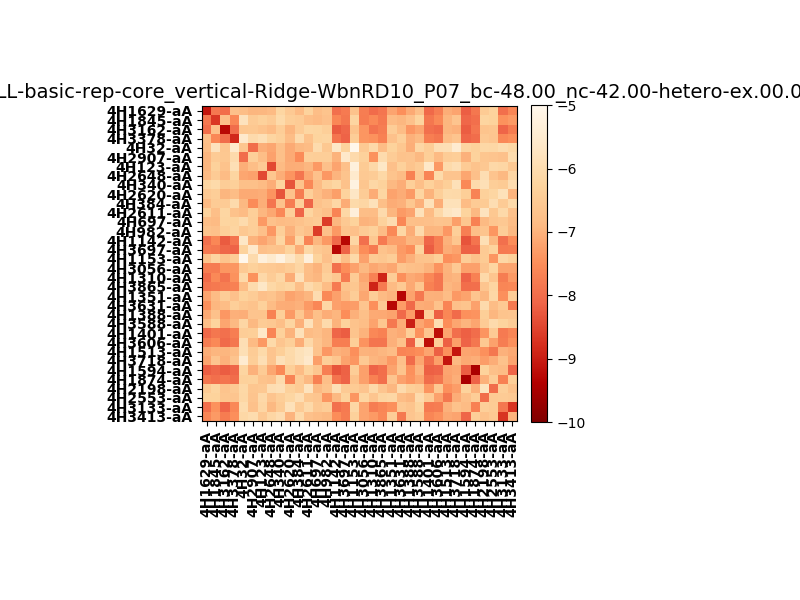 LL-basic-rep-core_vertical-Ridge-WbnRD10_P07_bc-48.00_nc-42.00-hetero-ex.00.0
4H1629-aA
4H1845-aA
4H3162-aA
4H3378-aA
4H32-aA
4H2907-aA
4H123-aA
4H2648-aA
4H340-aA
4H2620-aA
4H384-aA
4H2611-aA
4H697-aA
4H982-aA
4H1142-aA
4H3697-aA
4H1153-aA
4H3056-aA
4H1310-aA
4H3865-aA
4H1351-aA
4H3631-aA
4H1388-aA
4H3588-aA
4H1401-aA
4H3606-aA
4H1513-aA
4H3718-aA
4H1594-aA
4H1874-aA
4H2198-aA
4H2553-aA
4H3133-aA
4H3413-aA
4H1629-aA
4H1845-aA
4H3162-aA
4H3378-aA
4H32-aA
4H2907-aA
4H123-aA
4H2648-aA
4H340-aA
4H2620-aA
4H384-aA
4H2611-aA
4H697-aA
4H982-aA
4H1142-aA
4H3697-aA
4H1153-aA
4H3056-aA
4H1310-aA
4H3865-aA
4H1351-aA
4H3631-aA
4H1388-aA
4H3588-aA
4H1401-aA
4H3606-aA
4H1513-aA
4H3718-aA
4H1594-aA
4H1874-aA
4H2198-aA
4H2553-aA
4H3133-aA
4H3413-aA
−5
−6
−7
−8
−9
−10